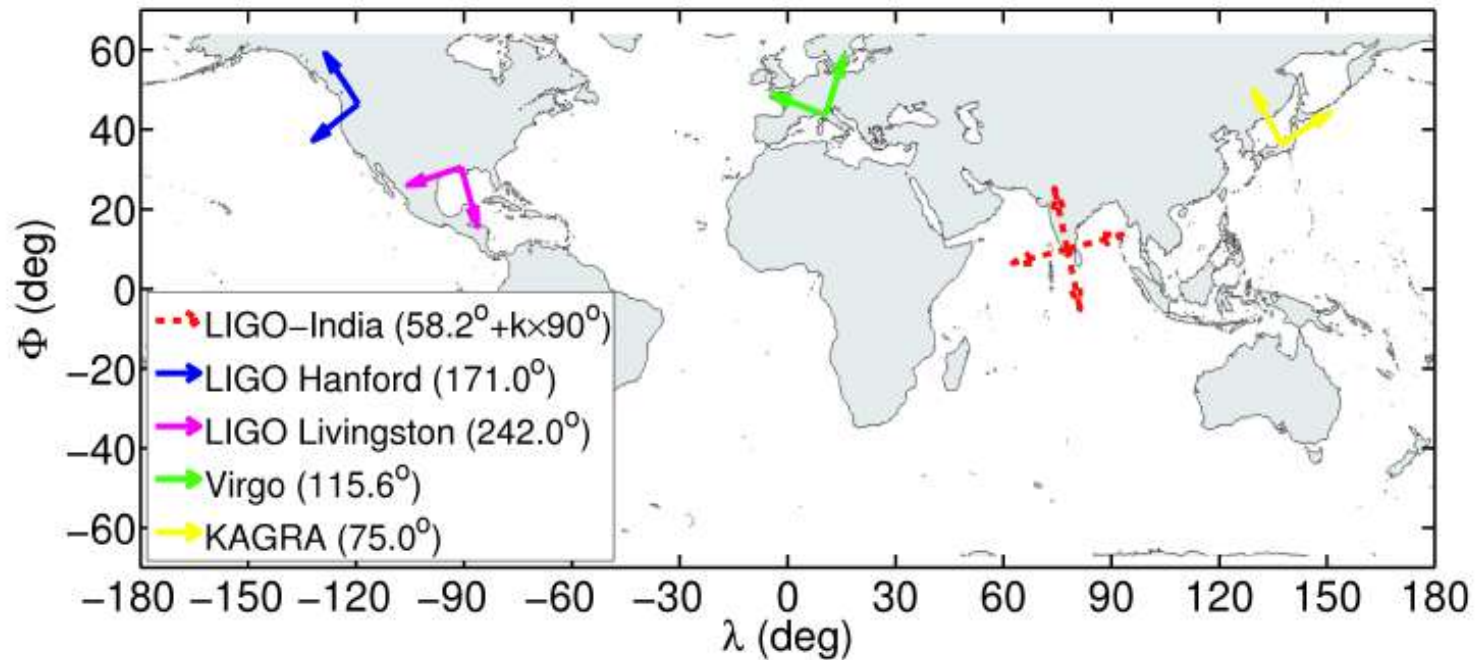 60
40
20
0
−20
−40
−60
Φ (deg)
LIGO−India (58.2°+k×90°)
LIGO Hanford (171.0°)
LIGO Livingston (242.0°)
Virgo (115.6°)
KAGRA (75.0°)
−180 −150 −120 −90 −60 −30 0 30 60 90 120 150 180
λ (deg)